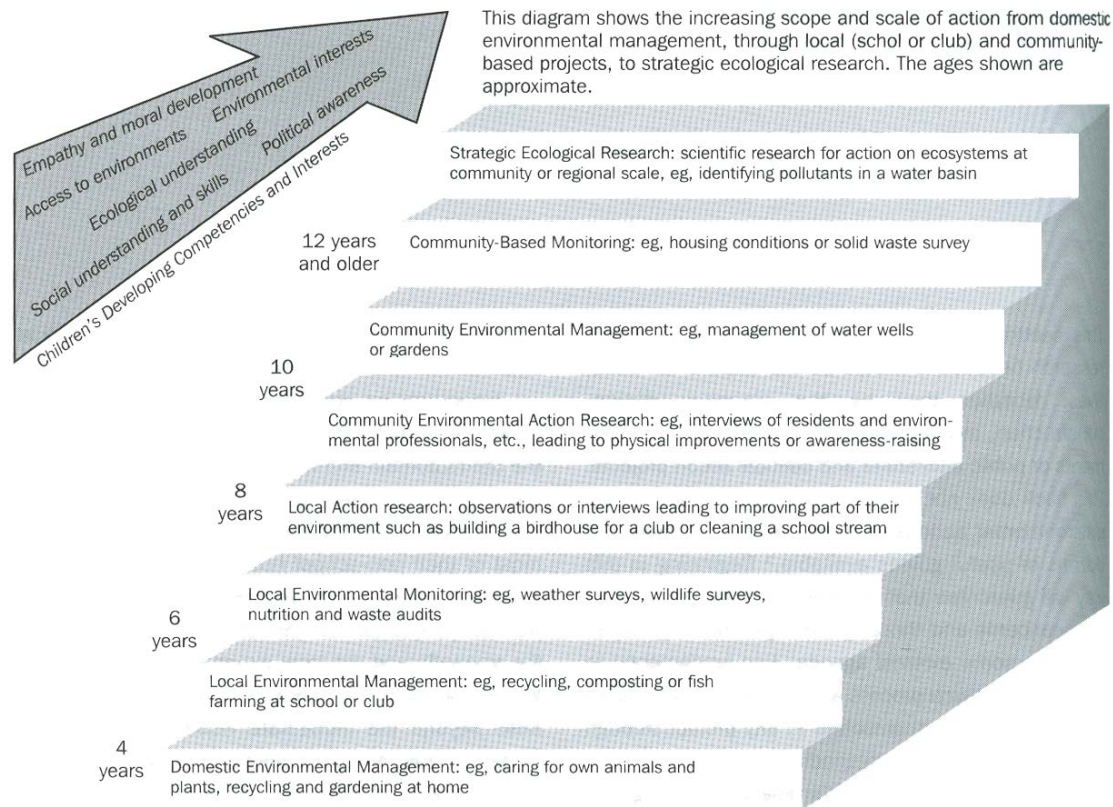 This diagram shows the increasing scope and scale of action from domestic
environmental management, through local (schol or club) and community-
based projects, to strategic ecological research. The ages shown are
approximate.
Empathy and moral development
Environmental interests
Access to environments
Ecological understanding
Political awareness
Social understanding and skills
Children's Developing Competencies and Interests
Strategic Ecological Research: scientific research for action on ecosystems at
community or regional scale, eg, identifying pollutants in a water basin
12 years
and older
Community-Based Monitoring: eg, housing conditions or solid waste survey
Community Environmental Management: eg, management of water wells
or gardens
10
years
Community Environmental Action Research: eg, interviews of residents and environ-
mental professionals, etc., leading to physical improvements or awareness-raising
8
years
Local Action research: observations or interviews leading to improving part of their
environment such as building a birdhouse for a club or cleaning a school stream
Local Environmental Monitoring: eg, weather surveys, wildlife surveys,
nutrition and waste audits
6
years
Local Environmental Management: eg, recycling, composting or fish
farming at school or club
4
years
Domestic Environmental Management: eg, caring for own animals and
plants, recycling and gardening at home